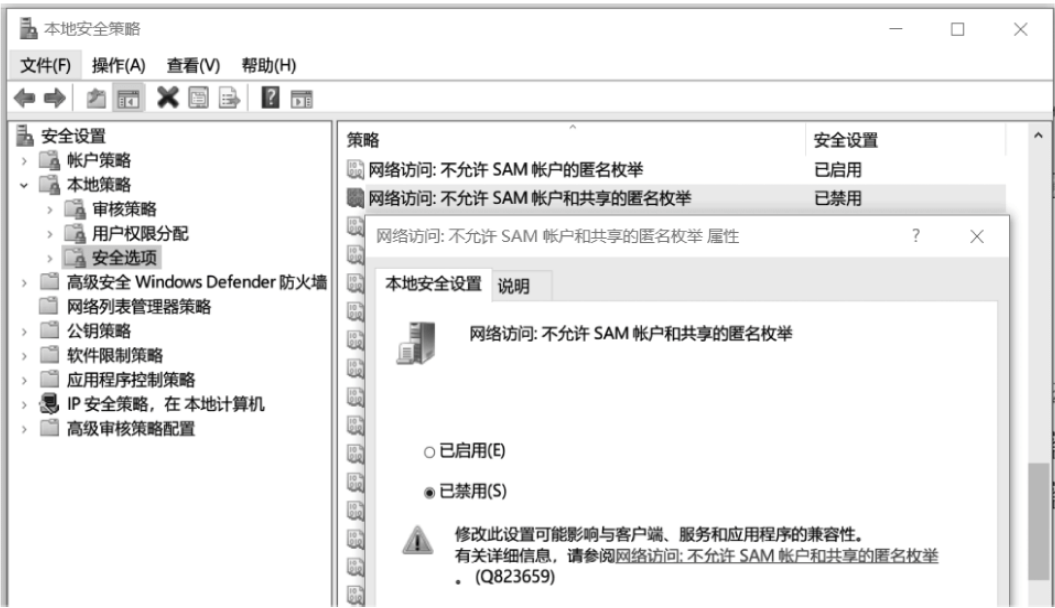 本地安全策略
文件(F) 操作(A) 查看(V) 帮助(H)
安全设置
帐户策略
本地策略
审核策略
用户权限分配
安全选项
高级安全 Windows Defender 防火墙
网络列表管理器策略
公钥策略
软件限制策略
应用程序控制策略
IP 安全策略，在 本地计算机
高级审核策略配置
策略 安全设置
网络访问: 不允许 SAM 帐户的匿名枚举 已启用
网络访问: 不允许 SAM 帐户和共享的匿名枚举 已禁用
网络访问: 不允许 SAM 帐户和共享的匿名枚举 属性 ?
本地安全设置 说明
网络访问: 不允许 SAM 帐户和共享的匿名枚举
已启用(E)
已禁用(S)
修改此设置可能影响与客户端、服务和应用程序的兼容性。
有关详细信息，请参阅网络访问: 不允许 SAM 帐户和共享的匿名枚举
。 (Q823659)